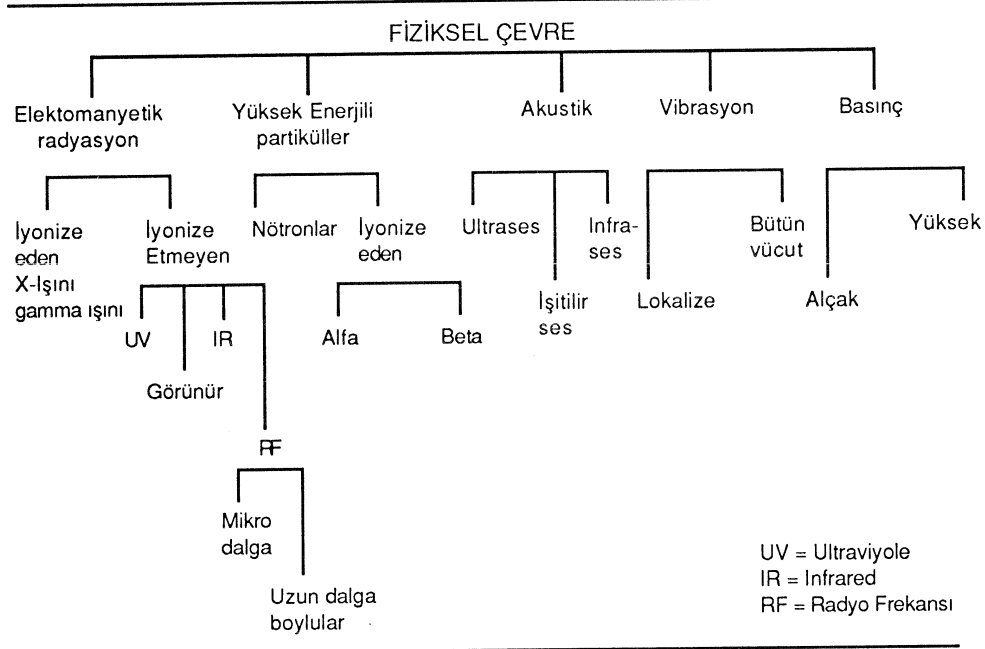 FİZİKSEL ÇEVRE
Elektomanyetik
radyasyon
Yüksek Enerjili
partiküller
Akustik
Vibrasyon
Basınç
İyonize
eden
X-Işını
gamma ışını
İyonize
Etmeyen
Nötronlar
İyonize
eden
Ultrases
Infra-
ses
Bütün
vücut
Yüksek
İşitilir
ses
Lokalize
Alçak
UV
IR
Alfa
Beta
Görünür
RF
Mikro
dalga
Uzun dalga
boylular
UV = Ultraviyole
IR = Infrared
RF = Radyo Frekansı